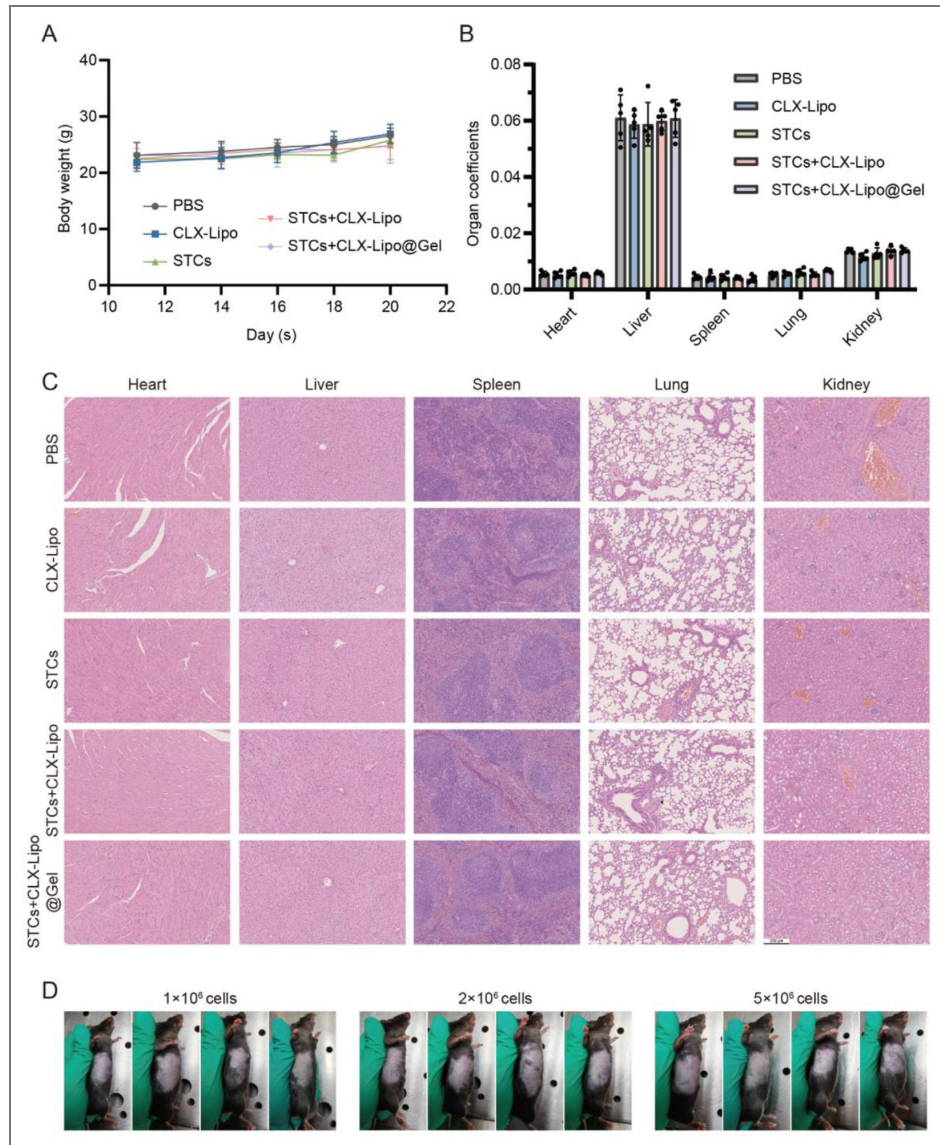 A
Body weight (g)
40
30
20
10
0
10 12 14 16 18 20 22
Day (s)
PBS
CLX-Lipo
STCs
STCs+CLX-Lipo
STCs+CLX-Lipo@Gel
B
Organ coefficients
0.08
0.06
0.04
0.02
0.00
Heart
Liver
Spleen
Lung
Kidney
PBS
CLX-Lipo
STCs
STCs+CLX-Lipo
STCs+CLX-Lipo@Gel
C
Heart Liver Spleen Lung Kidney
PBS
CLX-Lipo
STCs
STCs+CLX-Lipo
STCs+CLX-Lipo
@Gel
D
1×10⁶ cells 2×10⁶ cells 5×10⁶ cells